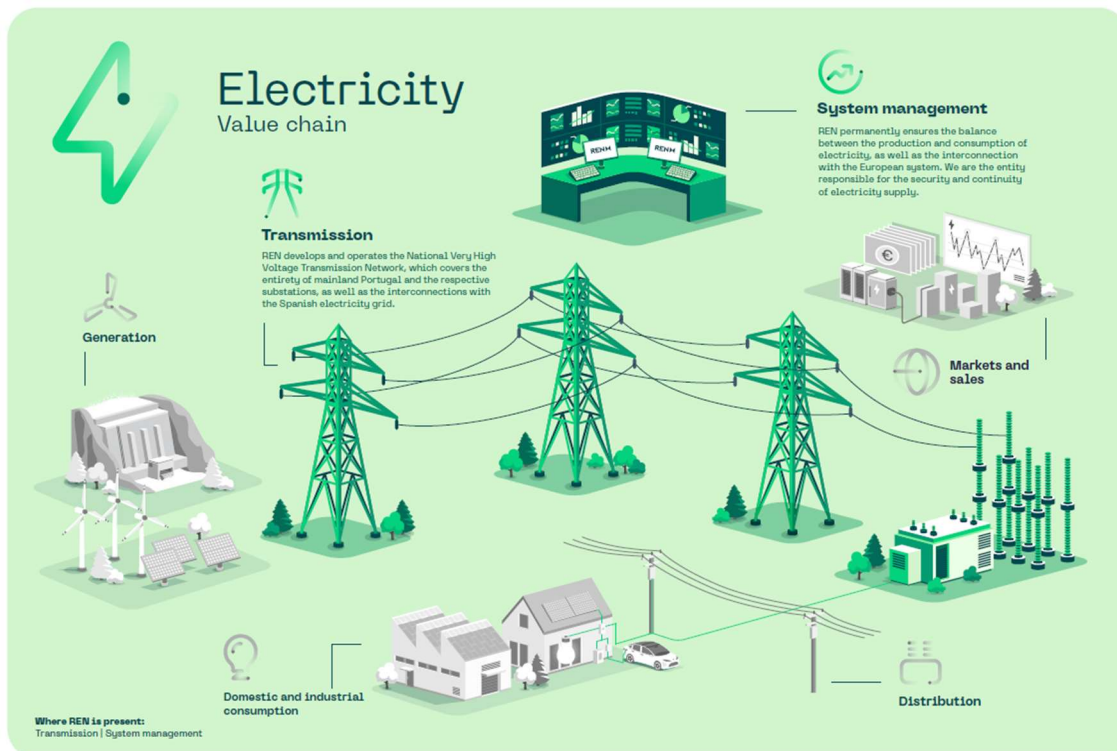 Electricity
Value chain
System management
REN permanently ensures the balance
between the production and consumption of
electricity, as well as the interconnection
with the European system. We are the entity
responsible for the security and continuity
of electricity supply.
RENM
RENM
Transmission
REN develops and operates the National Very High
Voltage Transmission Network, which covers the
entirety of mainland Portugal and the respective
substations, as well as the interconnections with
the Spanish electricity grid.
€
Generation
Markets and
sales
Domestic and industrial
consumption
Distribution
Where REN is present:
Transmission | System management